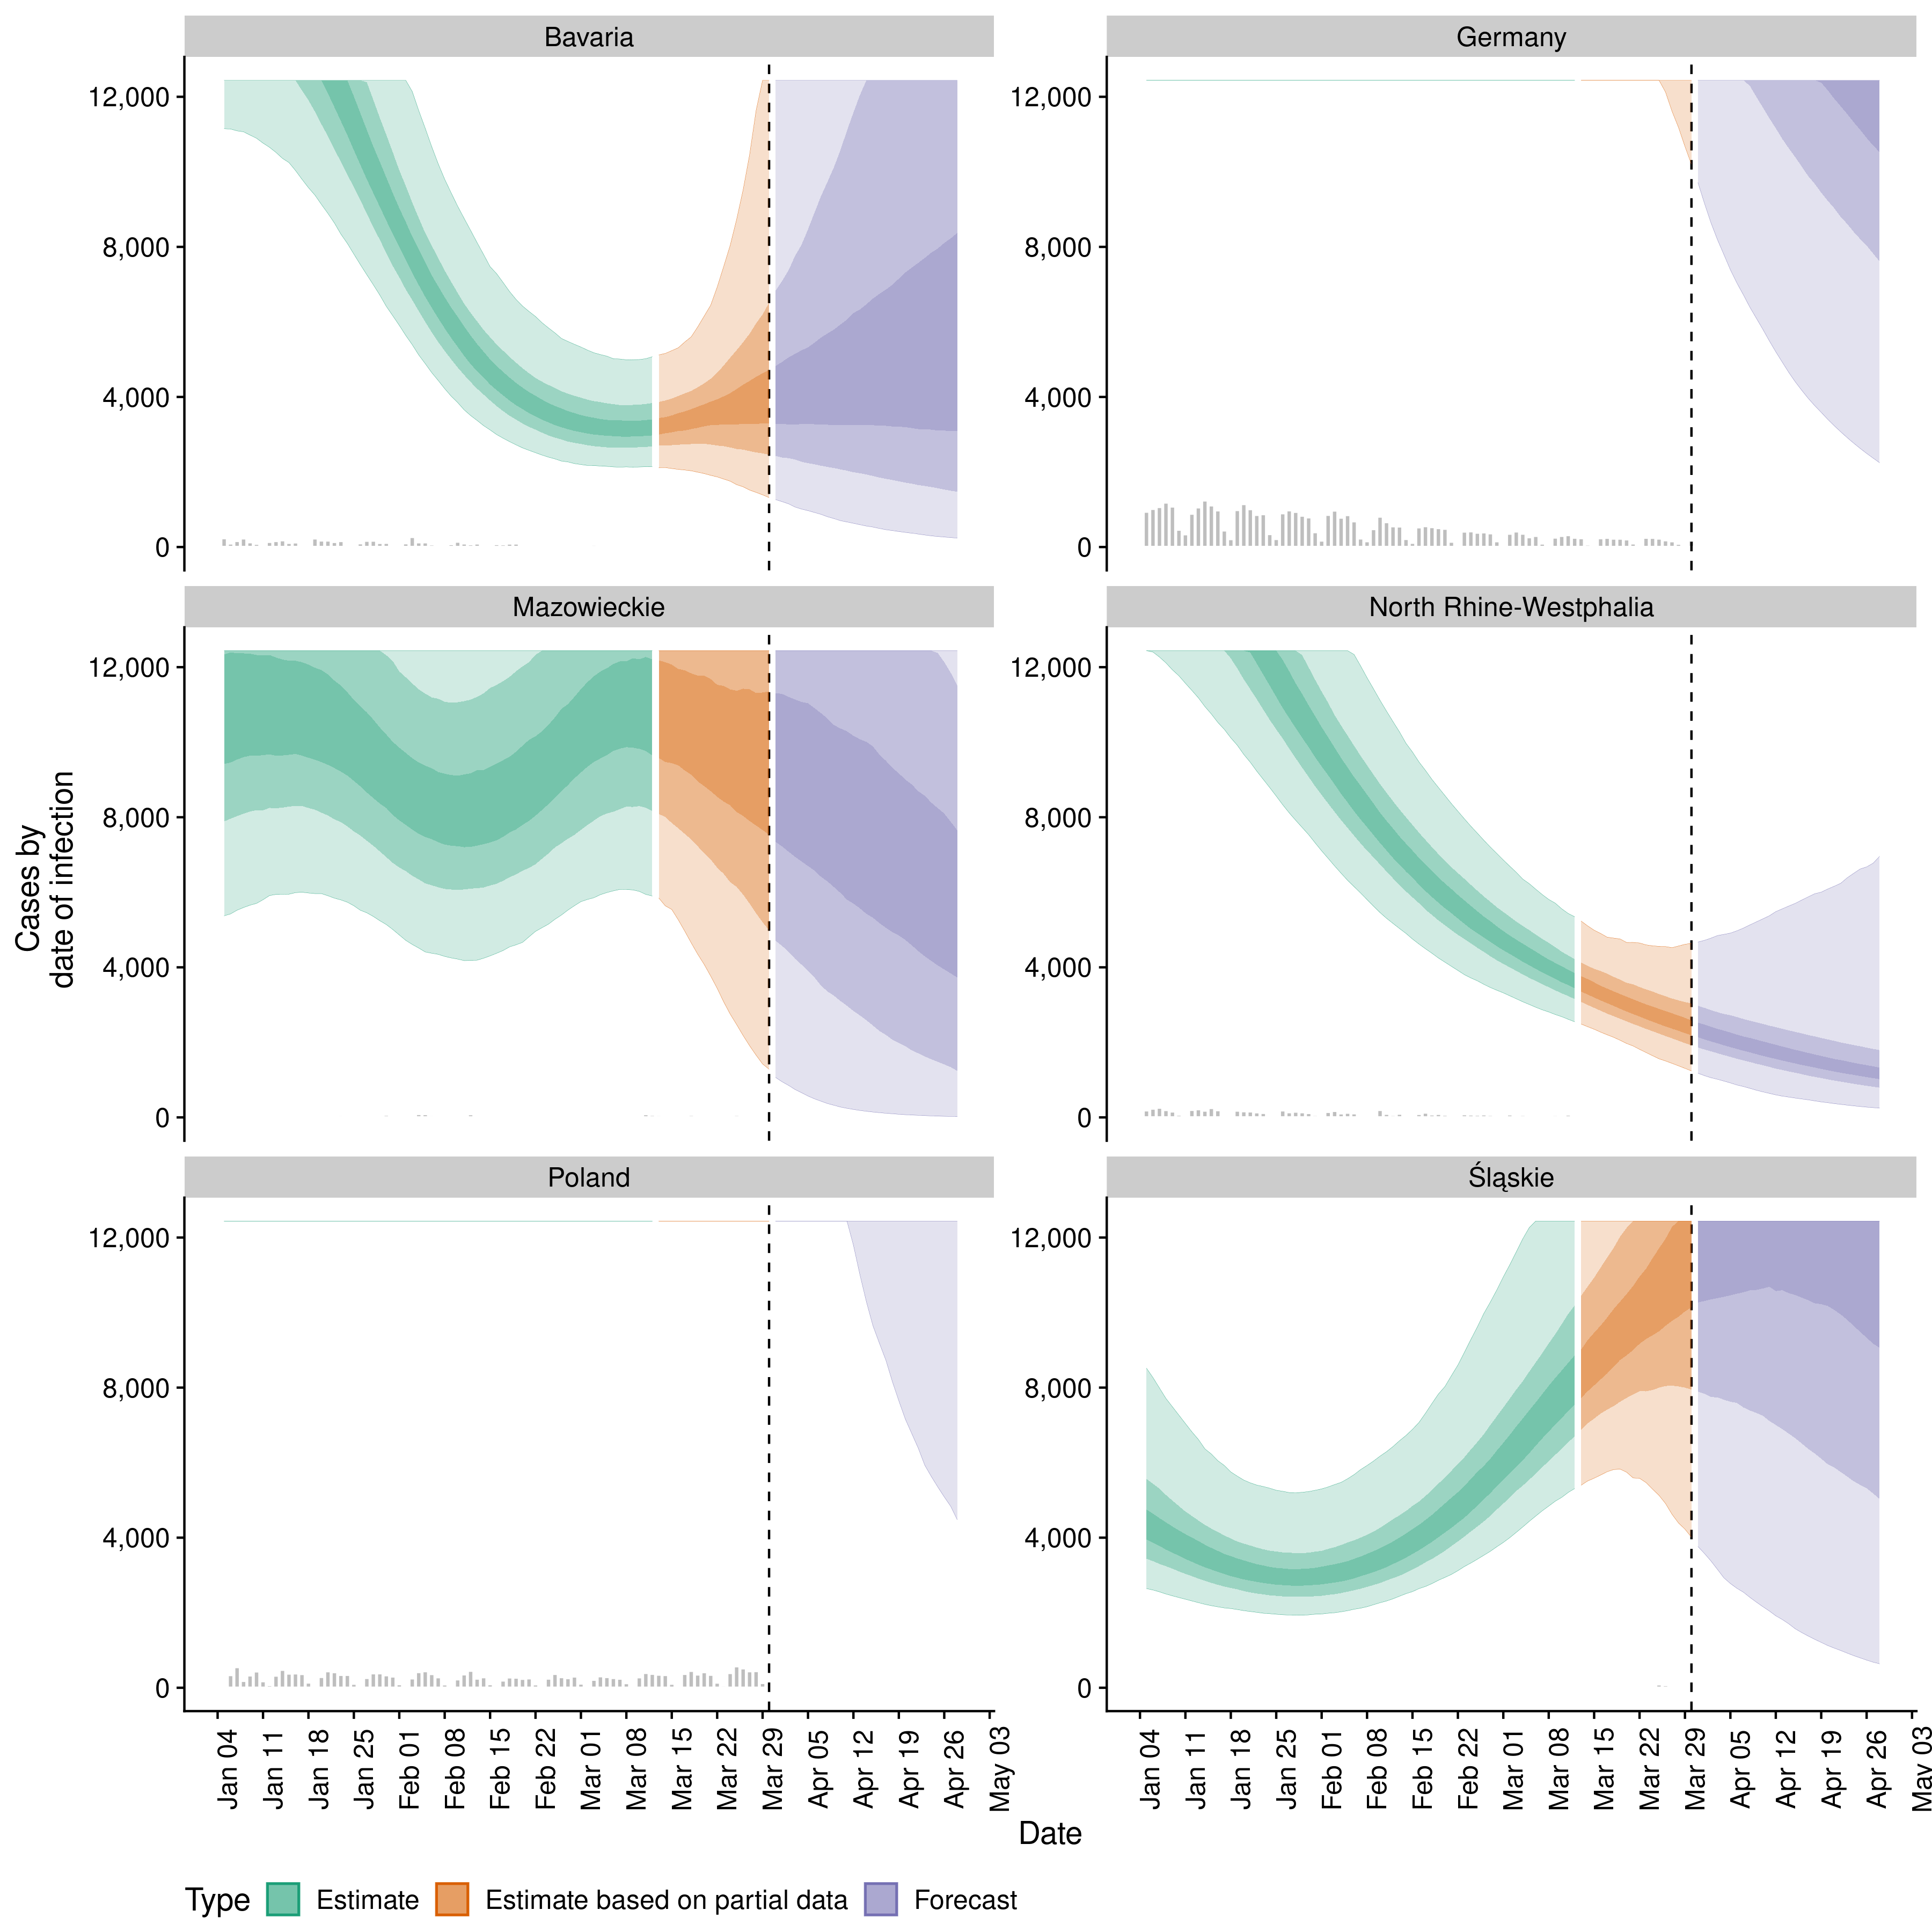 Bavaria
Germany
12,000
8,000
4,000
0
12,000
8,000
4,000
0
Mazowieckie
North Rhine-Westphalia
12,000
8,000
4,000
0
12,000
8,000
4,000
0
Cases by
date of infection
Poland
Śląskie
12,000
8,000
4,000
0
12,000
8,000
4,000
0
Jan 04
Jan 11
Jan 18
Jan 25
Feb 01
Feb 08
Feb 15
Feb 22
Mar 01
Mar 08
Mar 15
Mar 22
Mar 29
Apr 05
Apr 12
Apr 19
Apr 26
May 03
Jan 04
Jan 11
Jan 18
Jan 25
Feb 01
Feb 08
Feb 15
Feb 22
Mar 01
Mar 08
Mar 15
Mar 22
Mar 29
Apr 05
Apr 12
Apr 19
Apr 26
May 03
Date
Type Estimate Estimate based on partial data Forecast